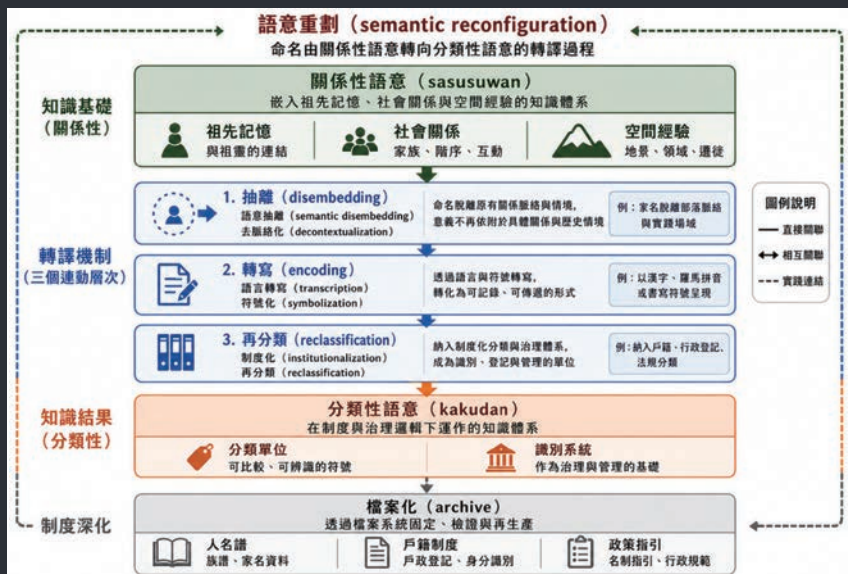 語意重劃（semantic reconfiguration）
命名由關係性語意轉向分類性語意的轉譯過程
知識基礎
（關係性）
關係性語意（sasusuwan）
嵌入祖先記憶、社會關係與空間經驗的知識體系
祖先記憶
與祖靈的連結
社會關係
家族、階序、互動
空間經驗
地景、領域、遷徙
轉譯機制
（三個連動層次）
1. 抽離（disembedding）
語意抽離（semantic disembedding）
去脈絡化（decontextualization）
命名脫離原有關係脈絡與情境，
意義不再依附於具體關係與歷史情境
例：家名脫離部落脈絡
與實踐場域
2. 轉寫（encoding）
語言轉寫（transcription）
符號化（symbolization）
透過語言與符號轉寫，
轉化為可記錄、可傳遞的形式
例：以漢字、羅馬拼音
或書寫符號呈現
3. 再分類（reclassification）
制度化（institutionalization）
再分類（reclassification）
納入制度化分類與治理體系，
成為識別、登記與管理的單位
例：納入戶籍、行政登記、
法規分類
圖例說明
直接關聯
相互關聯
實踐連結
知識結果
（分類性）
分類性語意（kakudan）
在制度與治理邏輯下運作的知識體系
分類單位
可比較、可辨識的符號
識別系統
作為治理與管理的基礎
制度深化
檔案化（archive）
透過檔案系統固定、檢證與再生產
人名譜
族譜、家名資料
戶籍制度
戶政登記、身分識別
政策指引
名制指引、行政規範